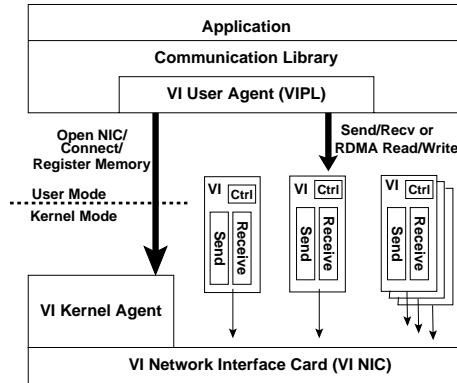 Application
Communication Library
VI User Agent (VIPL)
Open NIC/
Connect/
Register Memory
Send/Recv or
RDMA Read/Write
User Mode
Kernel Mode
VI
Ctrl
Send
Receive
VI
Ctrl
Send
Receive
VI
Ctrl
Send
Receive
VI Kernel Agent
VI Network Interface Card (VI NIC)